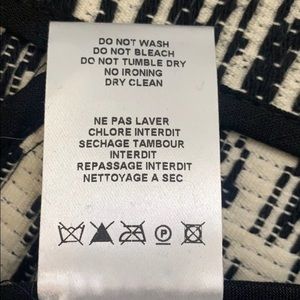 DO NOT WASH
DO NOT BLEACH
DO NOT TUMBLE DRY
NO IRONING
DRY CLEAN
NE PAS LAVER
CHLORE INTERDIT
SECHAGE TAMBOUR
INTERDIT
REPASSAGE INTERDIT
NETTOYAGE A SEC
P